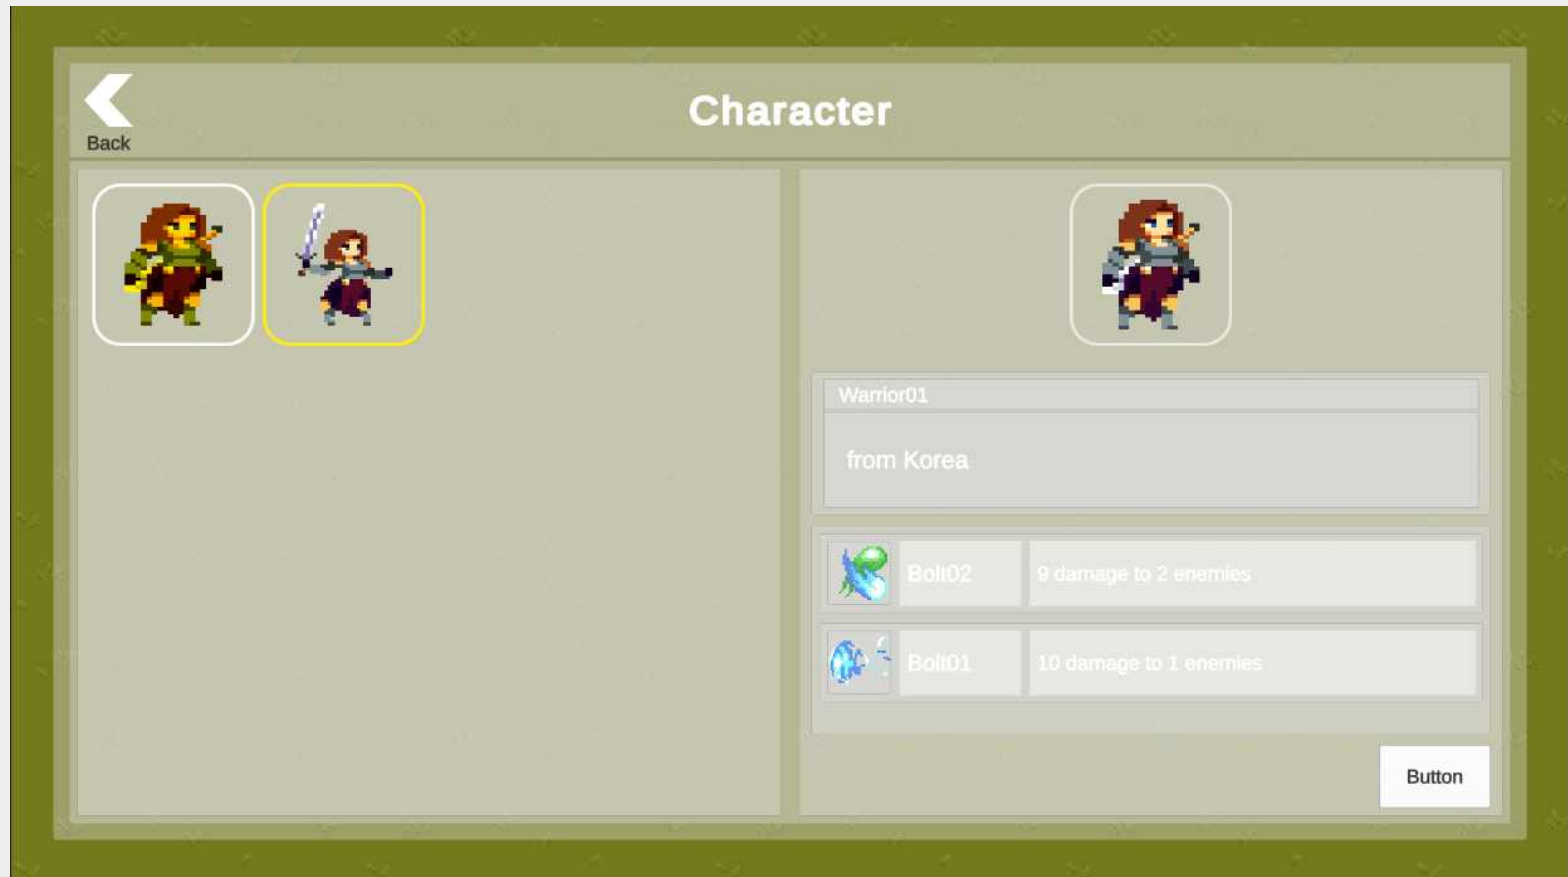 Character
Back
Warrior01
from Korea
Bolt02
9 damage to 2 enemies
Bolt01
10 damage to 1 enemies
Button